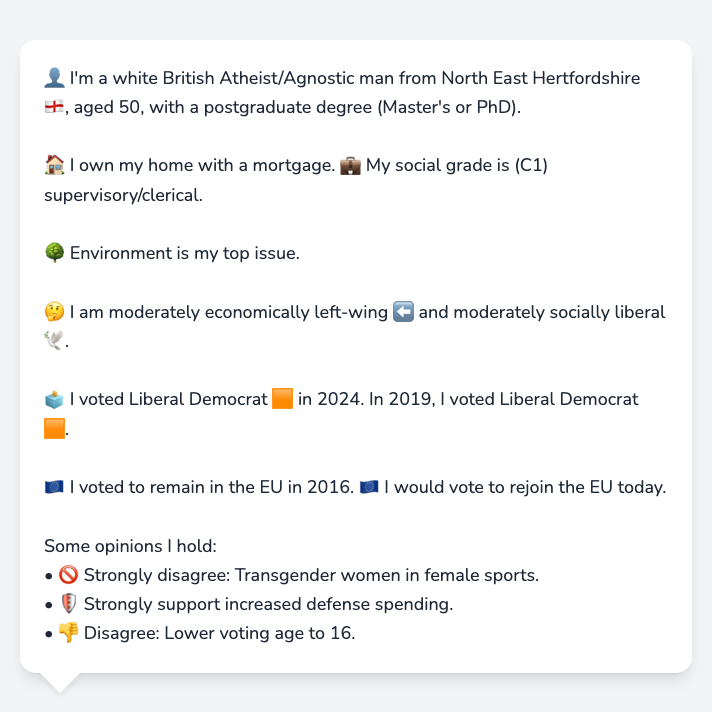 👤 I'm a white British Atheist/Agnostic man from North East Hertfordshire
🏴󠁧󠁢󠁥󠁮󠁧󠁿, aged 50, with a postgraduate degree (Master's or PhD).
🏠 I own my home with a mortgage. 💼 My social grade is (C1)
supervisory/clerical.
🌳 Environment is my top issue.
🤔 I am moderately economically left-wing ⬅️ and moderately socially liberal
🕊️.
🗳️ I voted Liberal Democrat 🟧 in 2024. In 2019, I voted Liberal Democrat
🟧.
🇪🇺 I voted to remain in the EU in 2016. 🇪🇺 I would vote to rejoin the EU today.
Some opinions I hold:
• 🚫 Strongly disagree: Transgender women in female sports.
• 🛡️ Strongly support increased defense spending.
• 👎 Disagree: Lower voting age to 16.